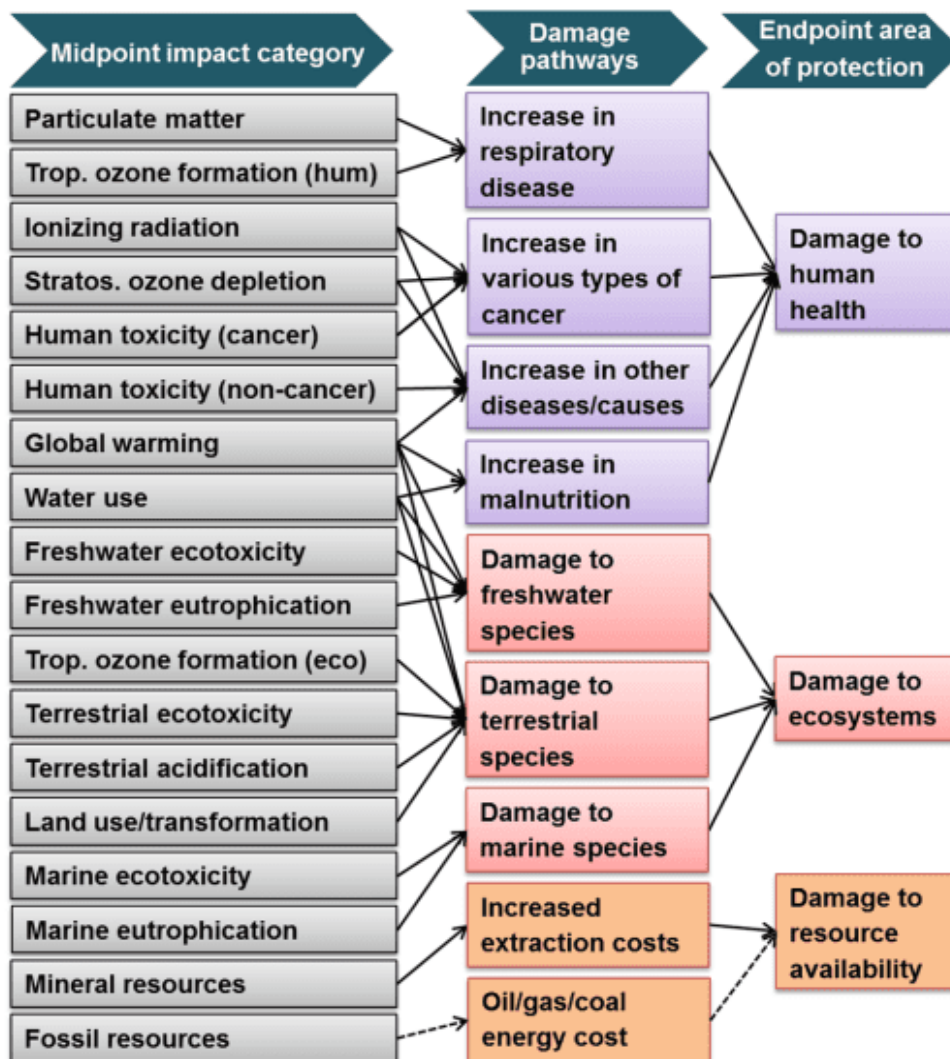 Midpoint impact category
Damage
pathways
Endpoint area
of protection
Particulate matter
Trop. ozone formation (hum)
Ionizing radiation
Stratos. ozone depletion
Human toxicity (cancer)
Human toxicity (non-cancer)
Global warming
Water use
Freshwater ecotoxicity
Freshwater eutrophication
Trop. ozone formation (eco)
Terrestrial ecotoxicity
Terrestrial acidification
Land use/transformation
Marine ecotoxicity
Marine eutrophication
Mineral resources
Fossil resources
Increase in
respiratory
disease
Increase in
various types of
cancer
Increase in other
diseases/causes
Increase in
malnutrition
Damage to
freshwater
species
Damage to
terrestrial
species
Damage to
marine species
Increased
extraction costs
Oil/gas/coal
energy cost
Damage to
human
health
Damage to
ecosystems
Damage to
resource
availability